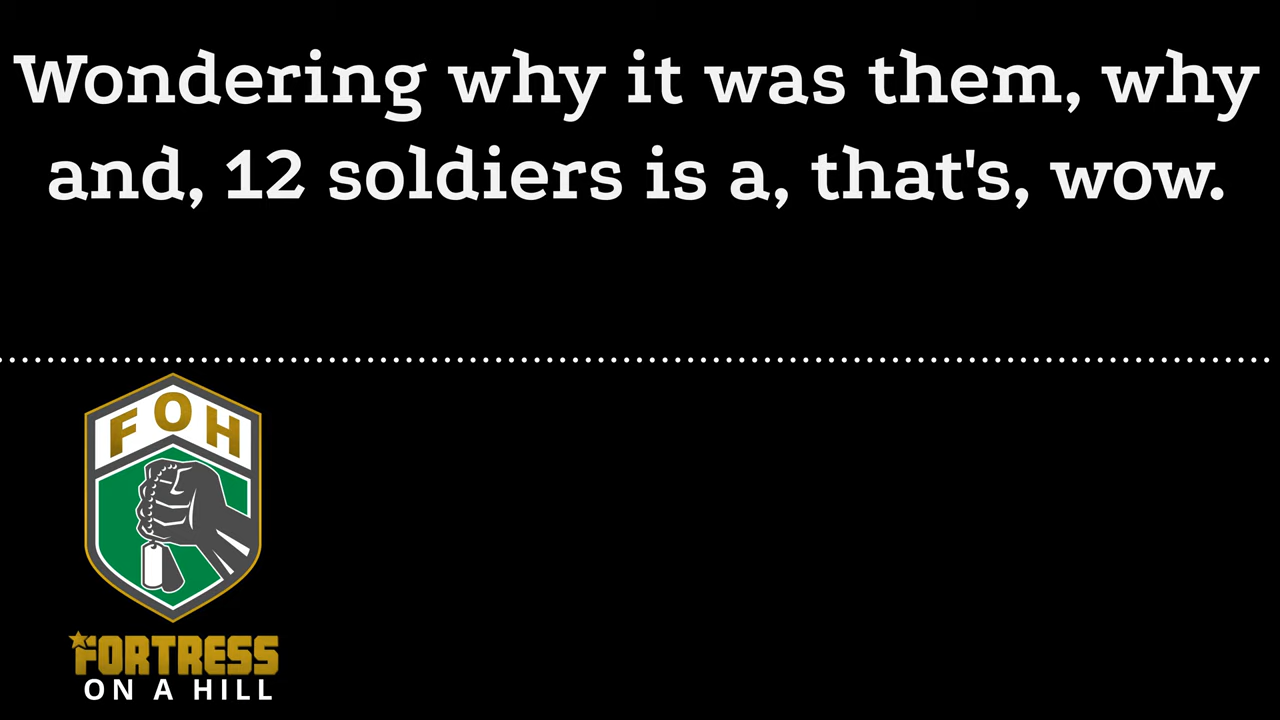 Wondering why it was them, why
and, 12 soldiers is a, that's, wow.
FOH
FORTRESS
ON A HILL